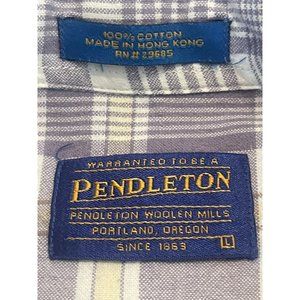 100% COTTON
MADE IN HONG KONG
RN# 29685
WARRANTED TO BE A
PENDLETON
PENDLETON WOOLEN MILLS
PORTLAND, OREGON
SINCE 1863
L